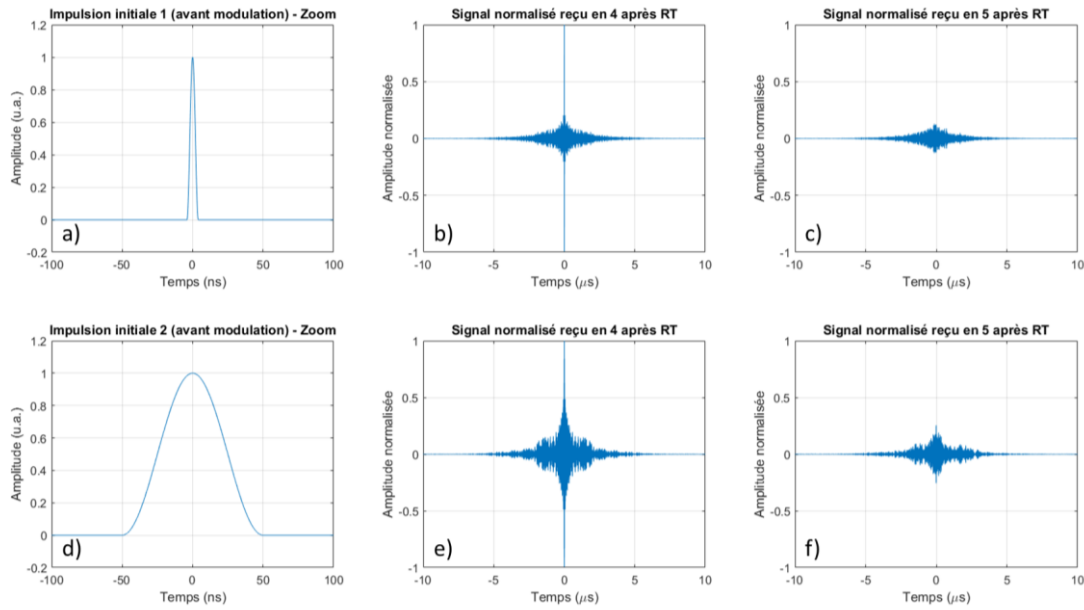 Impulsion initiale 1 (avant modulation) - Zoom
Amplitude (u.a.)
1.2
1
0.8
0.6
0.4
0.2
0
-0.2
a)
-100 -50 0 50 100
Temps (ns)
Signal normalisé reçu en 4 après RT
Amplitude normalisée
1
0.5
0
-0.5
-1
b)
-10 -5 0 5 10
Temps (μs)
Signal normalisé reçu en 5 après RT
Amplitude normalisée
1
0.5
0
-0.5
-1
c)
-10 -5 0 5 10
Temps (μs)
Impulsion initiale 2 (avant modulation) - Zoom
Amplitude (u.a.)
1.2
1
0.8
0.6
0.4
0.2
0
-0.2
d)
-100 -50 0 50 100
Temps (ns)
Signal normalisé reçu en 4 après RT
Amplitude normalisée
1
0.5
0
-0.5
-1
e)
-10 -5 0 5 10
Temps (μs)
Signal normalisé reçu en 5 après RT
Amplitude normalisée
1
0.5
0
-0.5
-1
f)
-10 -5 0 5 10
Temps (μs)